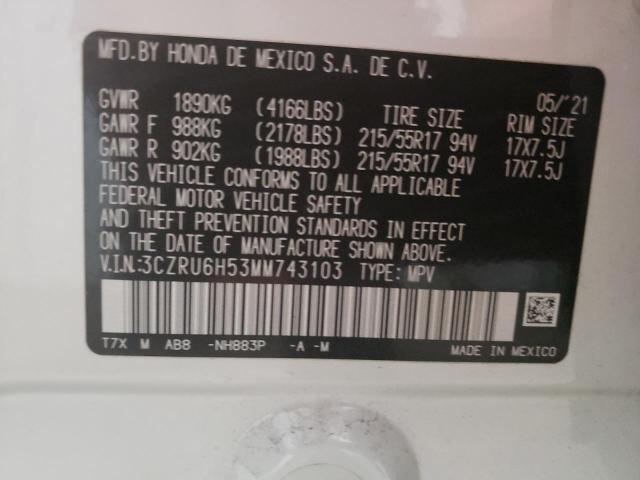 MFD.BY HONDA DE MEXICO S.A. DE C.V.
05/'21
GVWR 1890KG (4166LBS) TIRE SIZE RIM SIZE
GAWR F 988KG (2178LBS) 215/55R17 94V 17X7.5J
GAWR R 902KG (1988LBS) 215/55R17 94V 17X7.5J
THIS VEHICLE CONFORMS TO ALL APPLICABLE
FEDERAL MOTOR VEHICLE SAFETY
AND THEFT PREVENTION STANDARDS IN EFFECT
ON THE DATE OF MANUFACTURE SHOWN ABOVE.
V.I.N.:3CZRU6H53MM743103 TYPE: MPV
T7X M AB8 -NH883P -A -M
MADE IN MEXICO